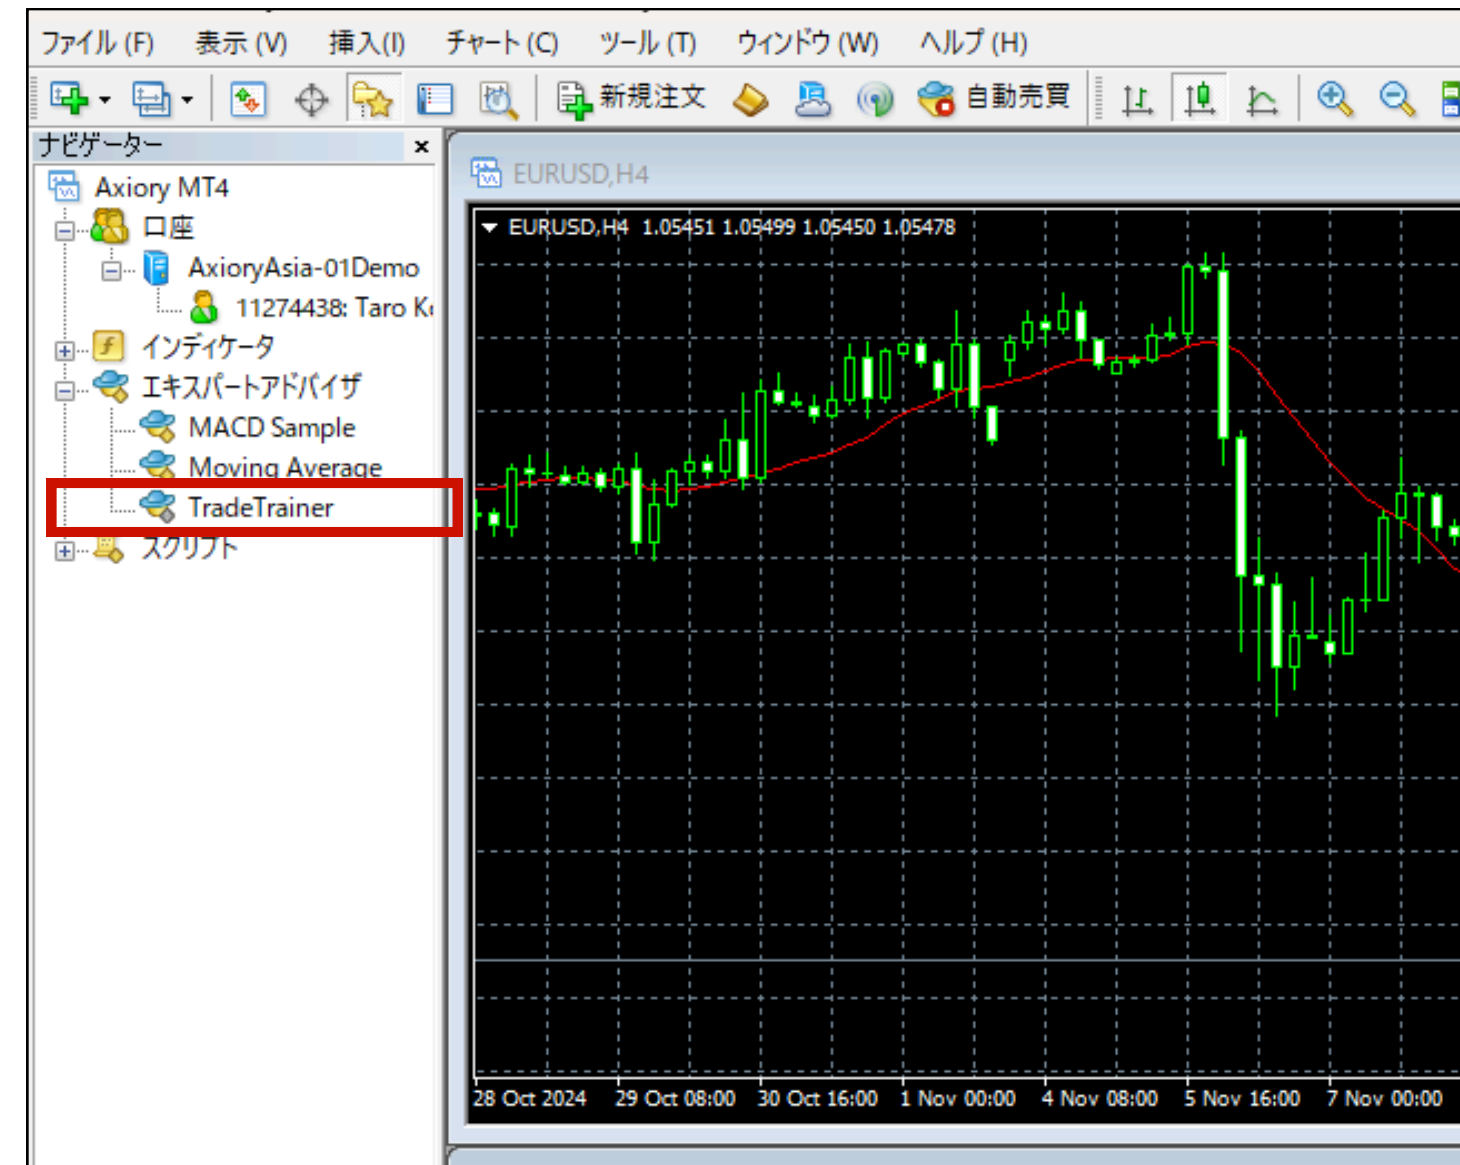 ファイル (F) 表示 (V) 挿入(I) チャート (C) ツール (T) ウィンドウ (W) ヘルプ (H)
新規注文 自動売買
ナビゲーター
Axiory MT4
口座
AxioryAsia-01Demo
11274438: Taro
インディケータ
エキスパートアドバイザ
MACD Sample
Moving Average
TradeTrainer
スクリプト
EURUSD,H4
EURUSD,H4 1.05451 1.05499 1.05450 1.05478
28 Oct 2024 29 Oct 08:00 30 Oct 16:00 1 Nov 00:00 4 Nov 08:00 5 Nov 16:00 7 Nov 00:00